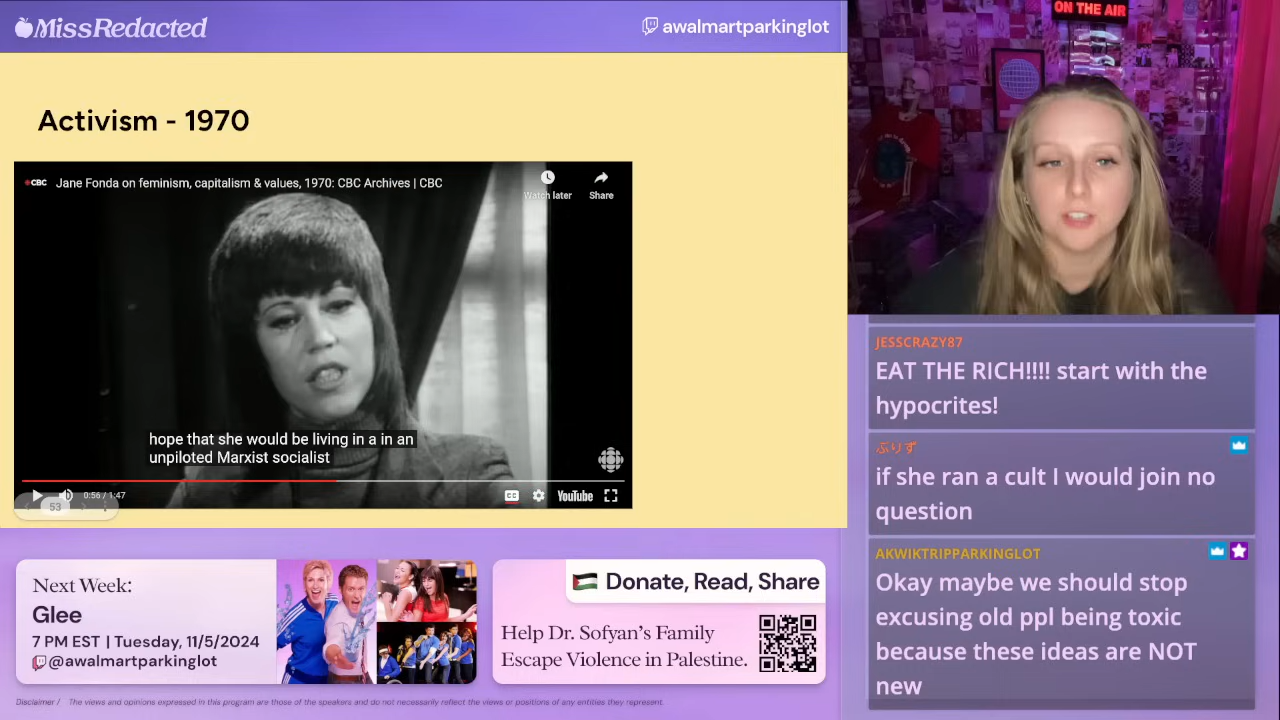 MissRedacted
awalmartparkinglot
ON THE AIR
Activism - 1970
CBC
Jane Fonda on feminism, capitalism & values, 1970: CBC Archives | CBC
Watch later
Share
hope that she would be living in a in an
unpiloted Marxist socialist
0:56 / 1:47
CC
YouTube
53
JESSCRAZY87
EAT THE RICH!!!! start with the
hypocrites!
ぷりず
if she ran a cult I would join no
question
AKWIKTRIPPARKINGLOT
Okay maybe we should stop
excusing old ppl being toxic
because these ideas are NOT
new
Next Week:
Glee
7 PM EST | Tuesday, 11/5/2024
@awalmartparkinglot
Donate, Read, Share
Help Dr. Sofyan's Family
Escape Violence in Palestine.
Disclaimer / The views and opinions expressed in this program are those of the speakers and do not necessarily reflect the views or positions of any entities they represent.